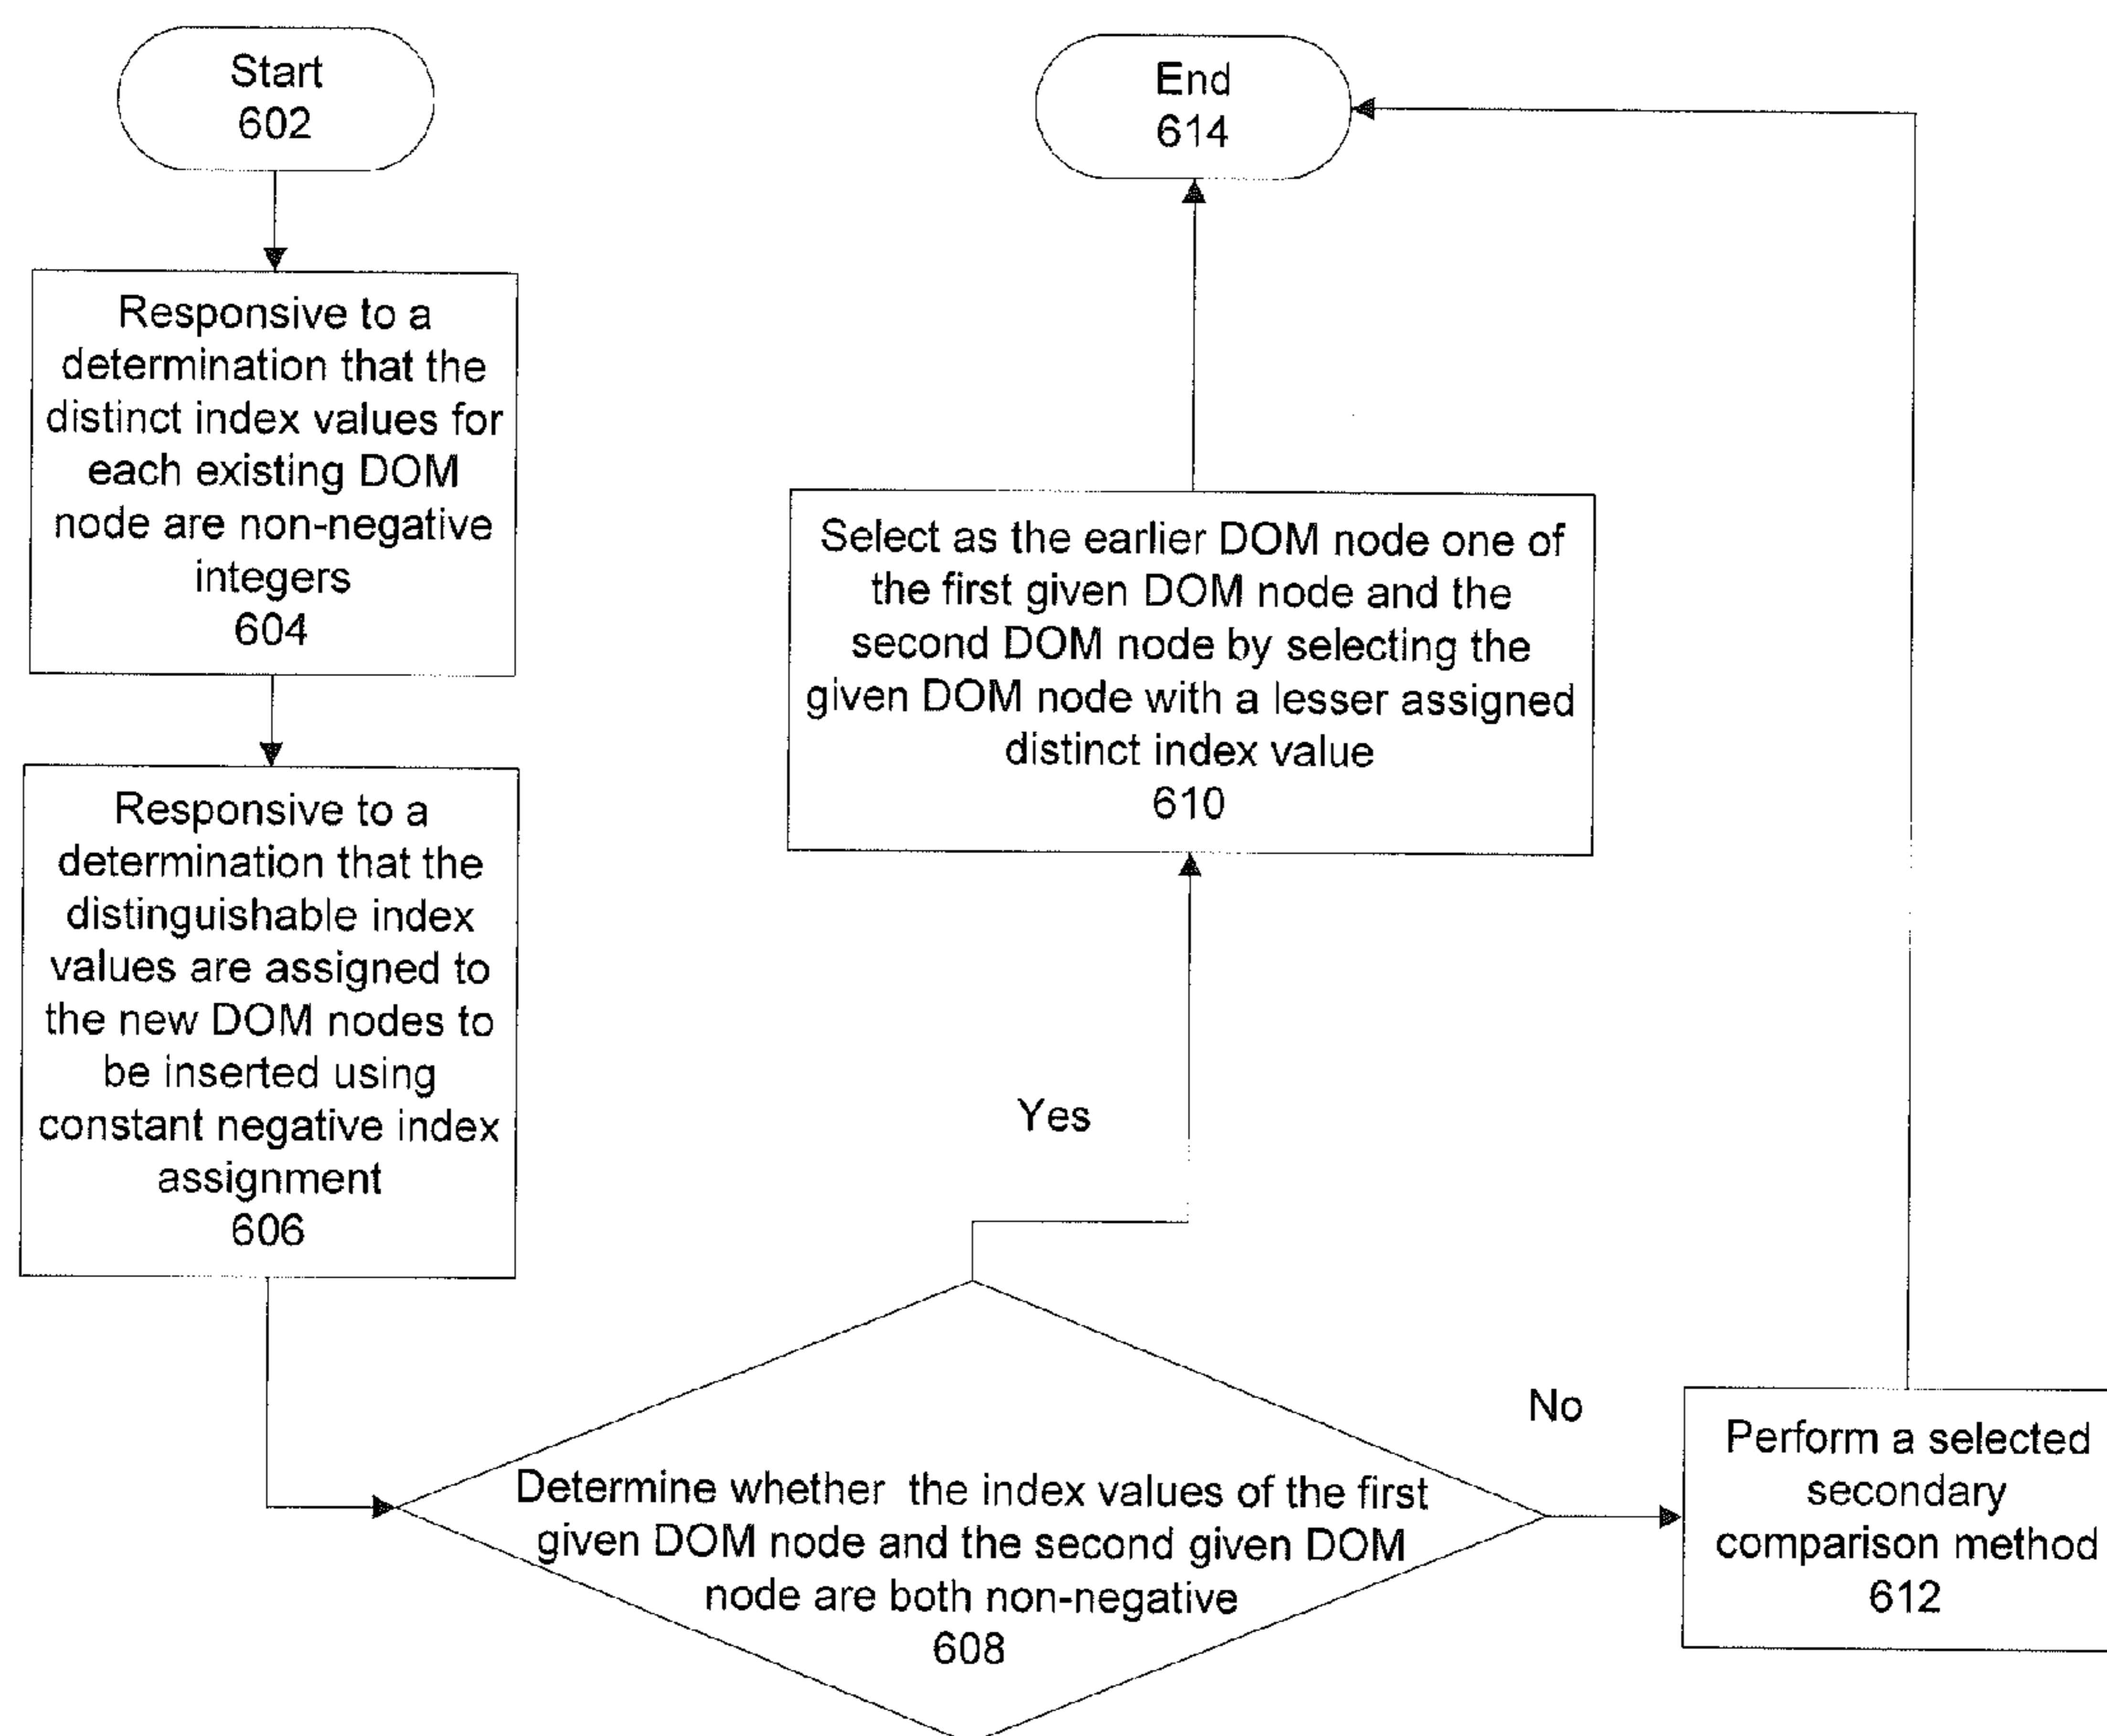 Start
602
Responsive to a
determination that the
distinct index values for
each existing DOM
node are non-negative
integers
604
Responsive to a
determination that the
distinguishable index
values are assigned to
the new DOM nodes to
be inserted using
constant negative index
assignment
606
Determine whether the index values of the first
given DOM node and the second given DOM
node are both non-negative
608
Yes
Select as the earlier DOM node one of
the first given DOM node and the
second DOM node by selecting the
given DOM node with a lesser assigned
distinct index value
610
No
Perform a selected
secondary
comparison method
612
End
614